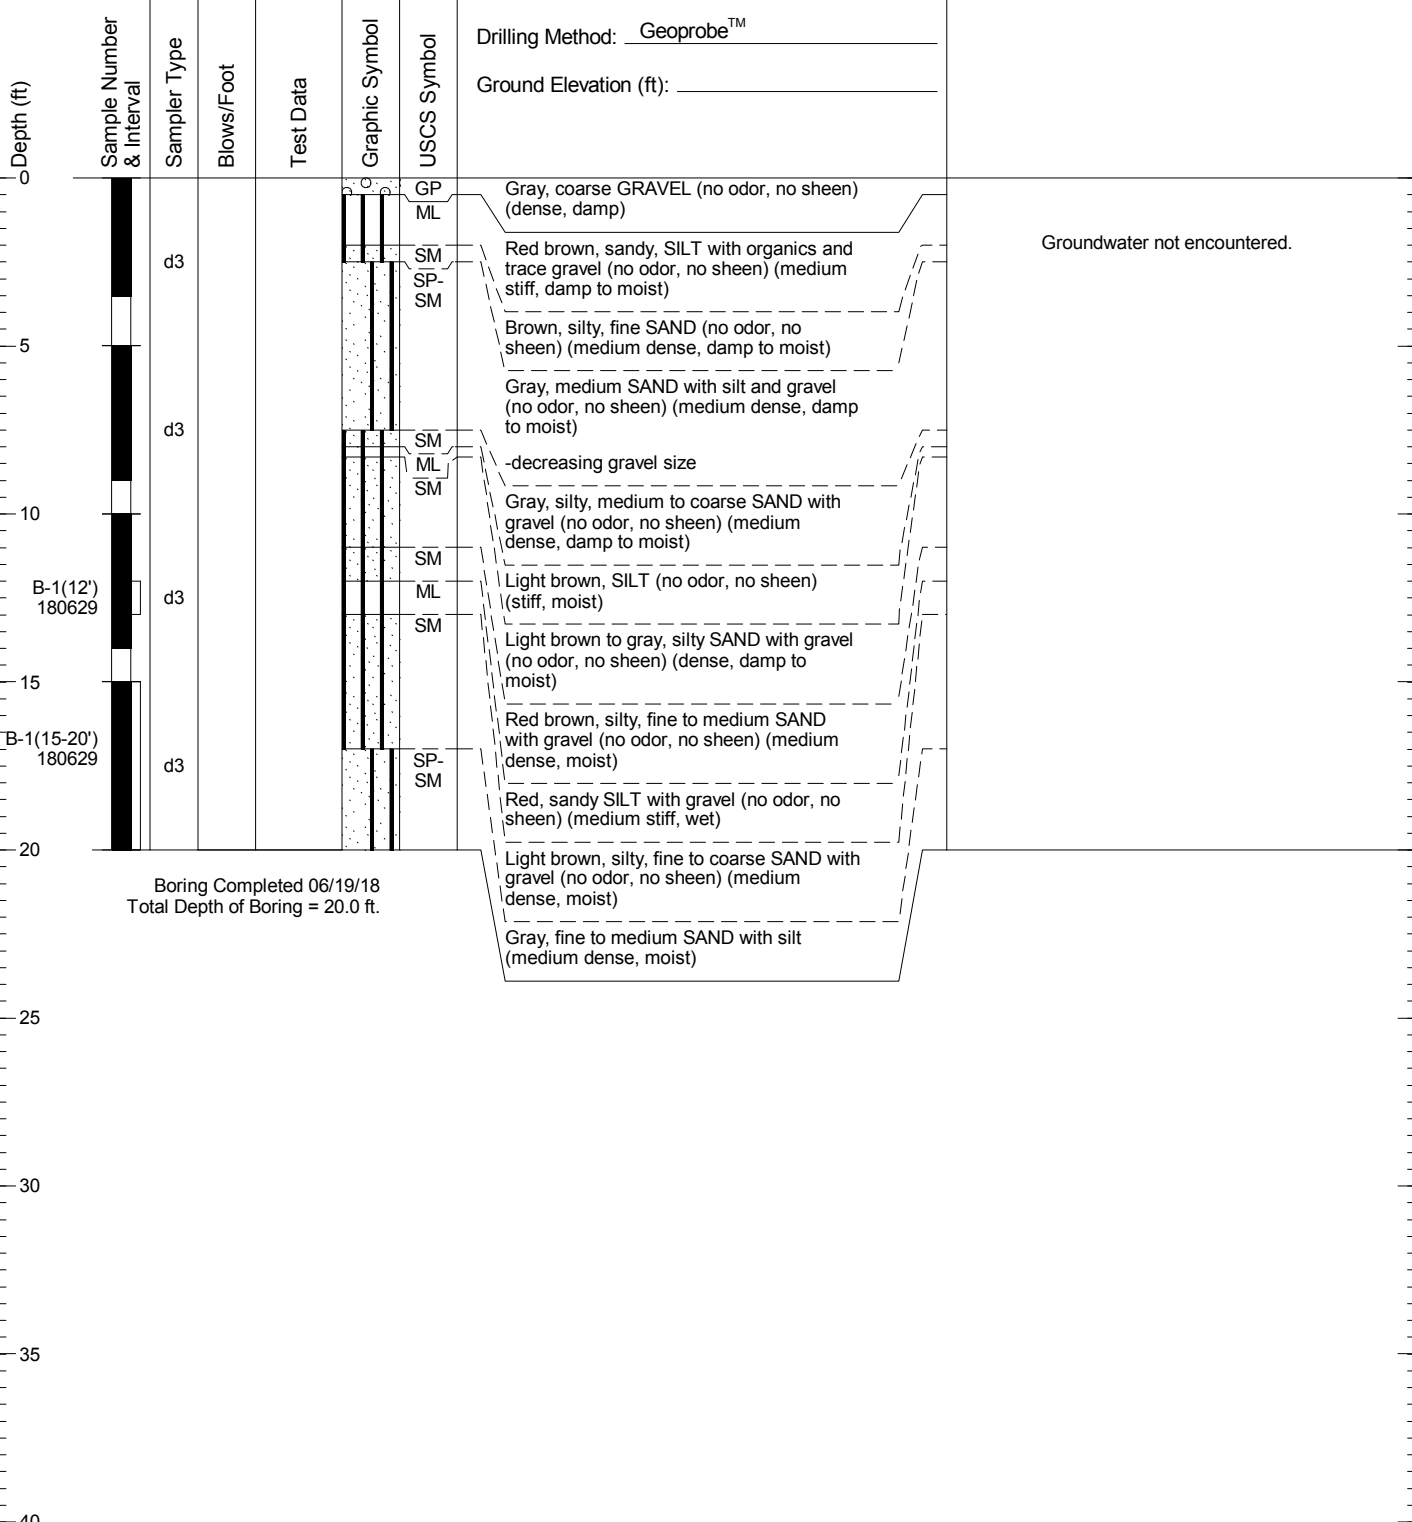 Drilling Method: Geoprobe™
Ground Elevation (ft):
Depth (ft)
Sample Number
& Interval
Sampler Type
Blows/Foot
Test Data
Graphic Symbol
USCS Symbol
0
5
10
15
20
25
30
35
40
B-1(12')
180629
B-1(15-20')
180629
d3
d3
d3
d3
GP
ML
SM
SP-
SM
SM
ML
SM
SM
ML
SM
SP-
SM
Gray, coarse GRAVEL (no odor, no sheen)
(dense, damp)
Red brown, sandy, SILT with organics and
trace gravel (no odor, no sheen) (medium
stiff, damp to moist)
Brown, silty, fine SAND (no odor, no
sheen) (medium dense, damp to moist)
Gray, medium SAND with silt and gravel
(no odor, no sheen) (medium dense, damp
to moist)
-decreasing gravel size
Gray, silty, medium to coarse SAND with
gravel (no odor, no sheen) (medium
dense, damp to moist)
Light brown, SILT (no odor, no sheen)
(stiff, moist)
Light brown to gray, silty SAND with gravel
(no odor, no sheen) (dense, damp to
moist)
Red brown, silty, fine to medium SAND
with gravel (no odor, no sheen) (medium
dense, moist)
Red, sandy SILT with gravel (no odor, no
sheen) (medium stiff, wet)
Light brown, silty, fine to coarse SAND with
gravel (no odor, no sheen) (medium
dense, moist)
Gray, fine to medium SAND with silt
(medium dense, moist)
Groundwater not encountered.
Boring Completed 06/19/18
Total Depth of Boring = 20.0 ft.